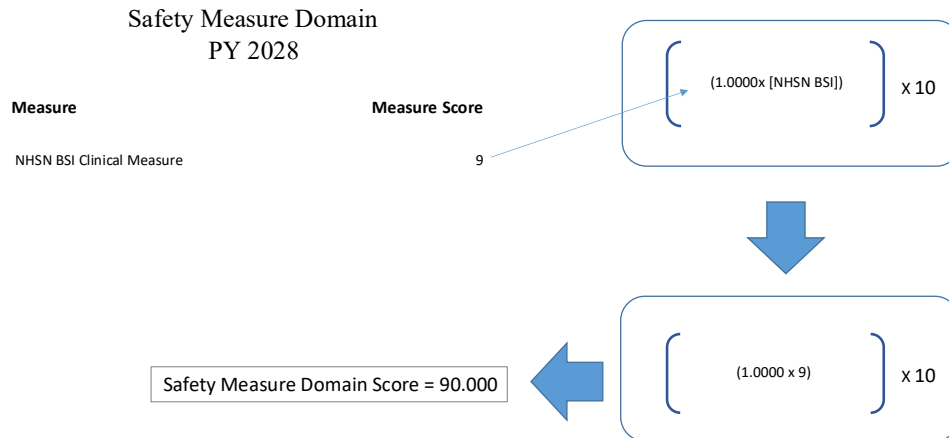 Safety Measure Domain
PY 2028
Measure
Measure Score
NHSN BSI Clinical Measure
9
(1.0000x [NHSN BSI])
X 10
(1.0000 x 9)
X 10
Safety Measure Domain Score = 90.000